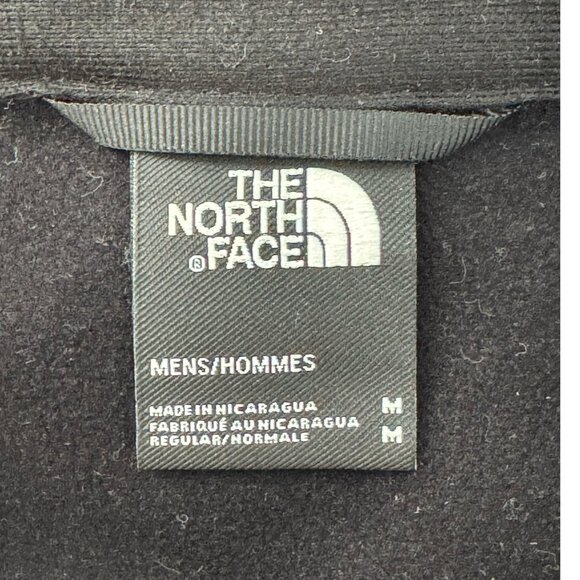 THE
NORTH
®FACE
MENS/HOMMES
MADE IN NICARAGUA M
FABRIQUÉ AU NICARAGUA
REGULAR/NORMALE M